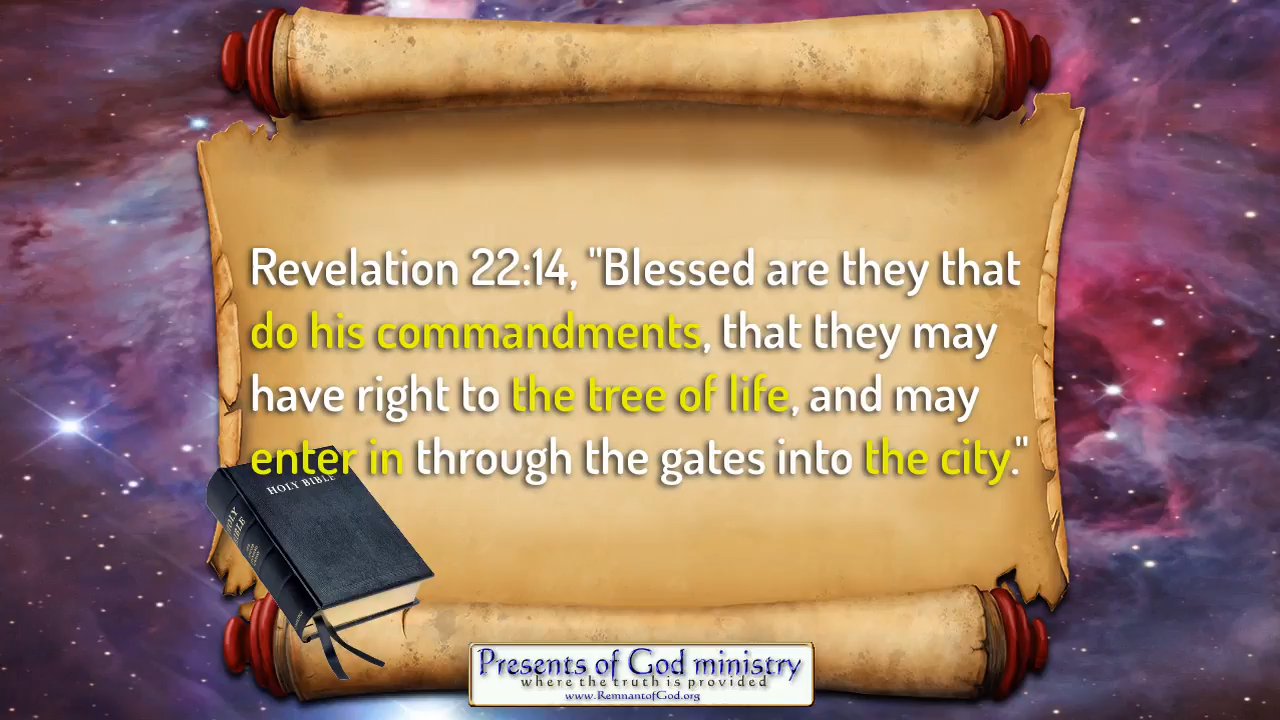 Revelation 22:14, "Blessed are they that
do his commandments, that they may
have right to the tree of life, and may
enter in through the gates into the city."
HOLY BIBLE
HOLY BIBLE
Presents of God ministry
where the truth is provided
www.RemnantofGod.org